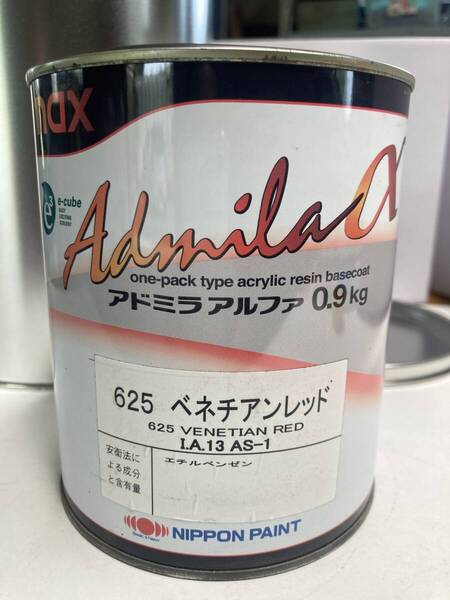 nax
e-cube
Admila α
one-pack type acrylic resin basecoat
アドミラ アルファ 0.9kg
625 ベネチアンレッド
625 VENETIAN RED
I.A.13 AS-1
安衛法に
よる成分
と含有量
エチルベンゼン
NIPPON PAINT